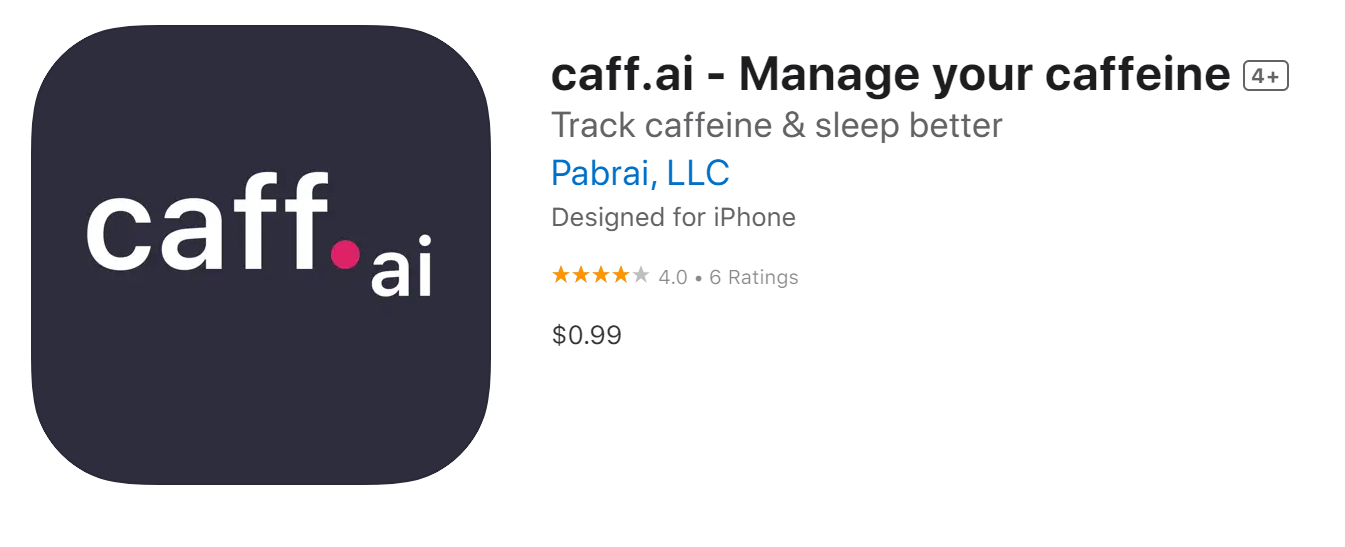 caff.ai
caff.ai - Manage your caffeine 4+
Track caffeine & sleep better
Pabrai, LLC
Designed for iPhone
4.0 • 6 Ratings
$0.99